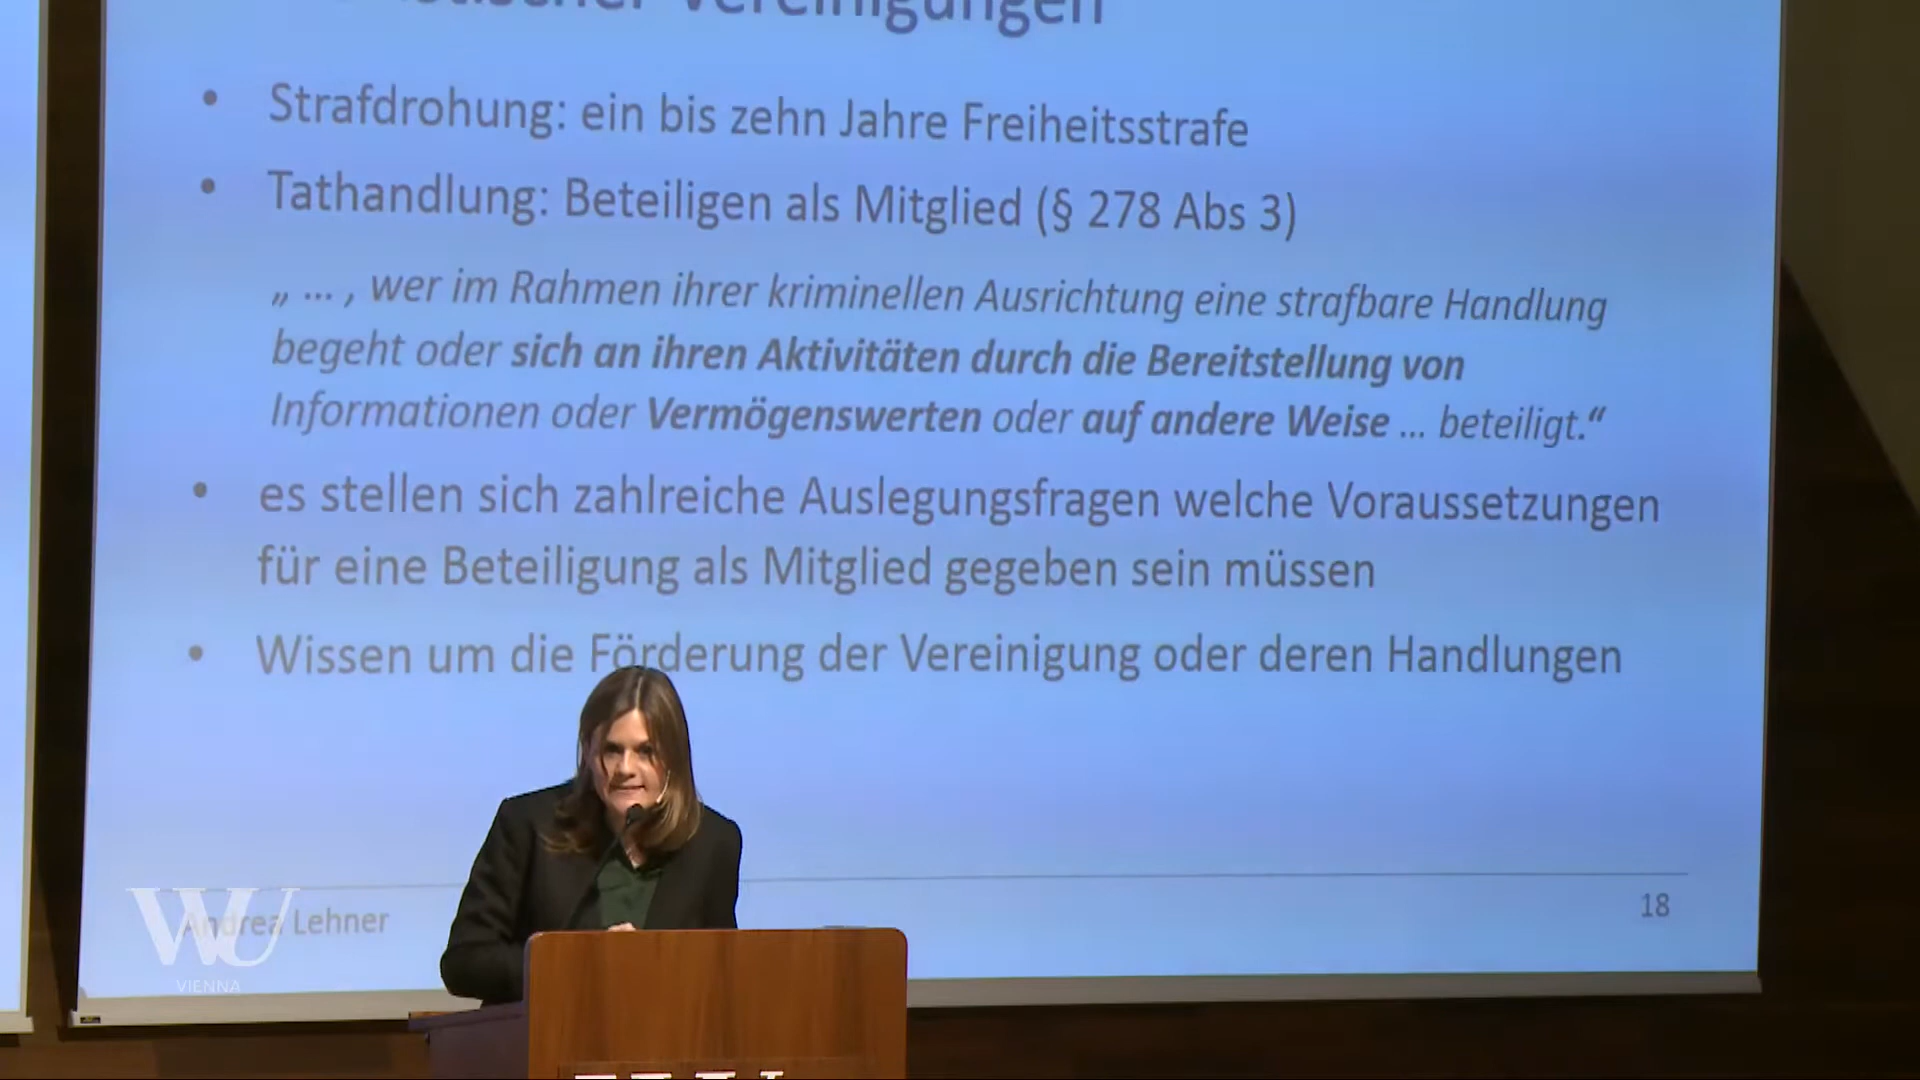 Vereinigungen
• Strafdrohung: ein bis zehn Jahre Freiheitsstrafe
• Tathandlung: Beteiligen als Mitglied (§ 278 Abs 3)
„ ... , wer im Rahmen ihrer kriminellen Ausrichtung eine strafbare Handlung
begeht oder sich an ihren Aktivitäten durch die Bereitstellung von
Informationen oder Vermögenswerten oder auf andere Weise ... beteiligt.“
• es stellen sich zahlreiche Auslegungsfragen welche Voraussetzungen
für eine Beteiligung als Mitglied gegeben sein müssen
• Wissen um die Förderung der Vereinigung oder deren Handlungen
Andrea Lehner
18
WU
VIENNA